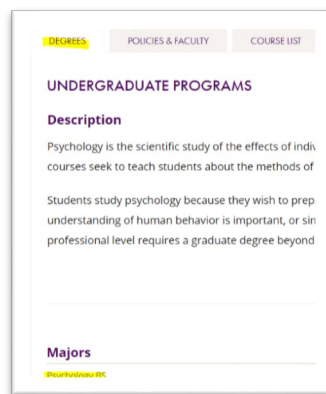 DEGREES POLICIES & FACULTY COURSE LIST
UNDERGRADUATE PROGRAMS
Description
Psychology is the scientific study of the effects of
courses seek to teach students about the methods of
Students study psychology because they wish to prep
understanding of human behavior is important, or
professional level requires a graduate degree beyond
Majors
Psychology BS